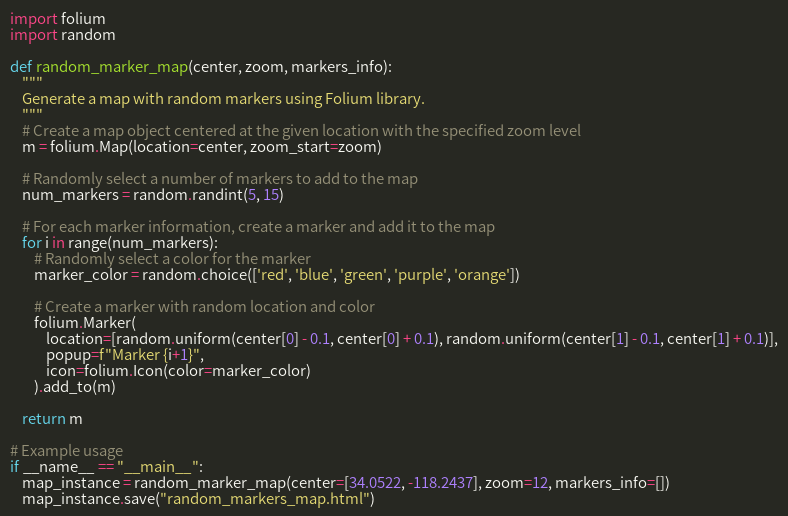 import folium
import random

def random_marker_map(center, zoom, markers_info):
    """
    Generate a map with random markers using Folium library.
    """
    # Create a map object centered at the given location with the specified zoom level
    m = folium.Map(location=center, zoom_start=zoom)

    # Randomly select a number of markers to add to the map
    num_markers = random.randint(5, 15)

    # For each marker information, create a marker and add it to the map
    for i in range(num_markers):
        # Randomly select a color for the marker
        marker_color = random.choice(['red', 'blue', 'green', 'purple', 'orange'])

        # Create a marker with random location and color
        folium.Marker(
            location=[random.uniform(center[0] - 0.1, center[0] + 0.1), random.uniform(center[1] - 0.1, center[1] + 0.1)],
            popup=f"Marker {i+1}",
            icon=folium.Icon(color=marker_color)
        ).add_to(m)

    return m

# Example usage
if __name__ == "__main__":
    map_instance = random_marker_map(center=[34.0522, -118.2437], zoom=12, markers_info=[])
    map_instance.save("random_markers_map.html")